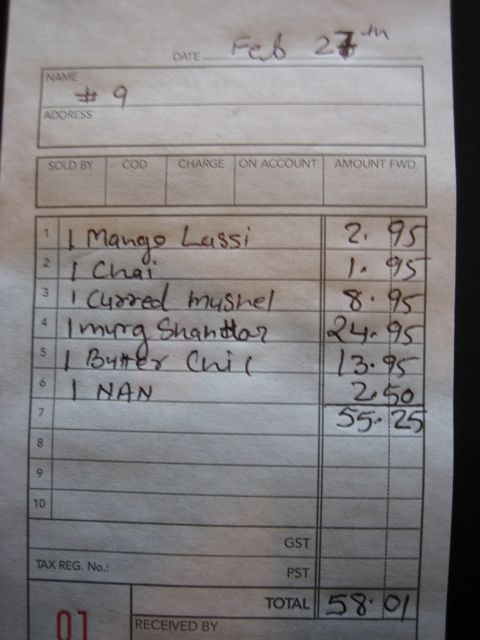 DATE Feb 27th
NAME
# 9
ADDRESS
SOLD BY COD CHARGE ON ACCOUNT AMOUNT FWD
1 1 Mango Lassi 2. 95
2 1 Chai 1. 95
3 1 Curred mushel 8. 95
4 1 murg Shandar 24. 95
5 1 Butter Chic 13. 95
6 1 NAN 2.50
7 55. 25
8
9
10
GST
TAX REG. No.: PST
TOTAL 58. 01
01 RECEIVED BY